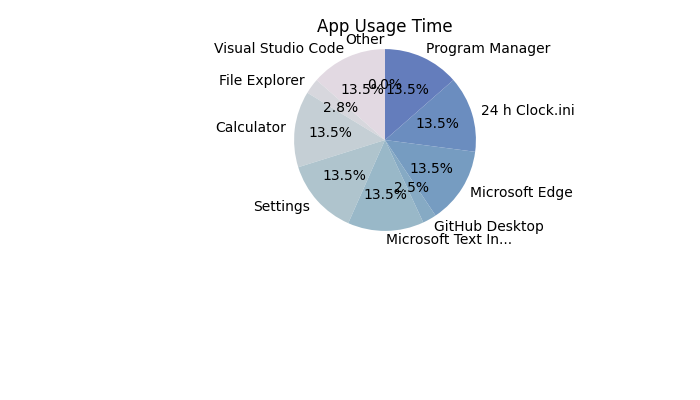 App Usage Time
Other
Visual Studio Code
Program Manager
File Explorer
0.0%
13.5%
13.5%
2.8%
24 h Clock.ini
13.5%
Calculator
13.5%
13.5%
13.5%
2.5%
Microsoft Edge
13.5%
Settings
GitHub Desktop
Microsoft Text In...